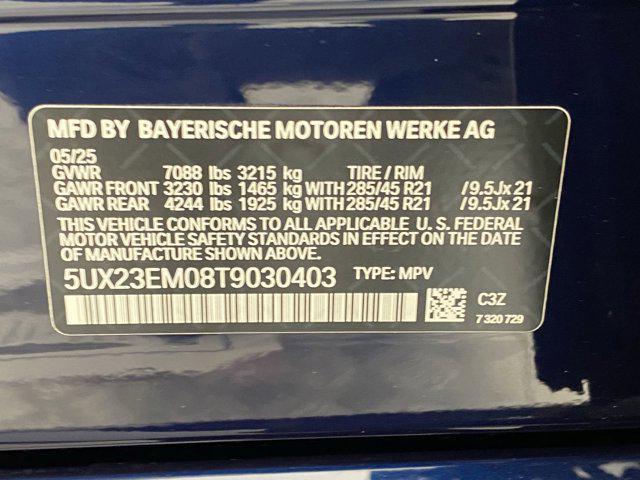 MFD BY BAYERISCHE MOTOREN WERKE AG
05/25
GVWR 7088 lbs 3215 kg TIRE / RIM
GAWR FRONT 3230 lbs 1465 kg WITH 285/45 R21 /9.5Jx 21
GAWR REAR 4244 lbs 1925 kg WITH 285/45 R21 /9.5Jx 21
THIS VEHICLE CONFORMS TO ALL APPLICABLE U. S. FEDERAL
MOTOR VEHICLE SAFETY STANDARDS IN EFFECT ON THE DATE
OF MANUFACTURE SHOWN ABOVE.
5UX23EM08T9030403 TYPE: MPV
C3Z
7 320 729